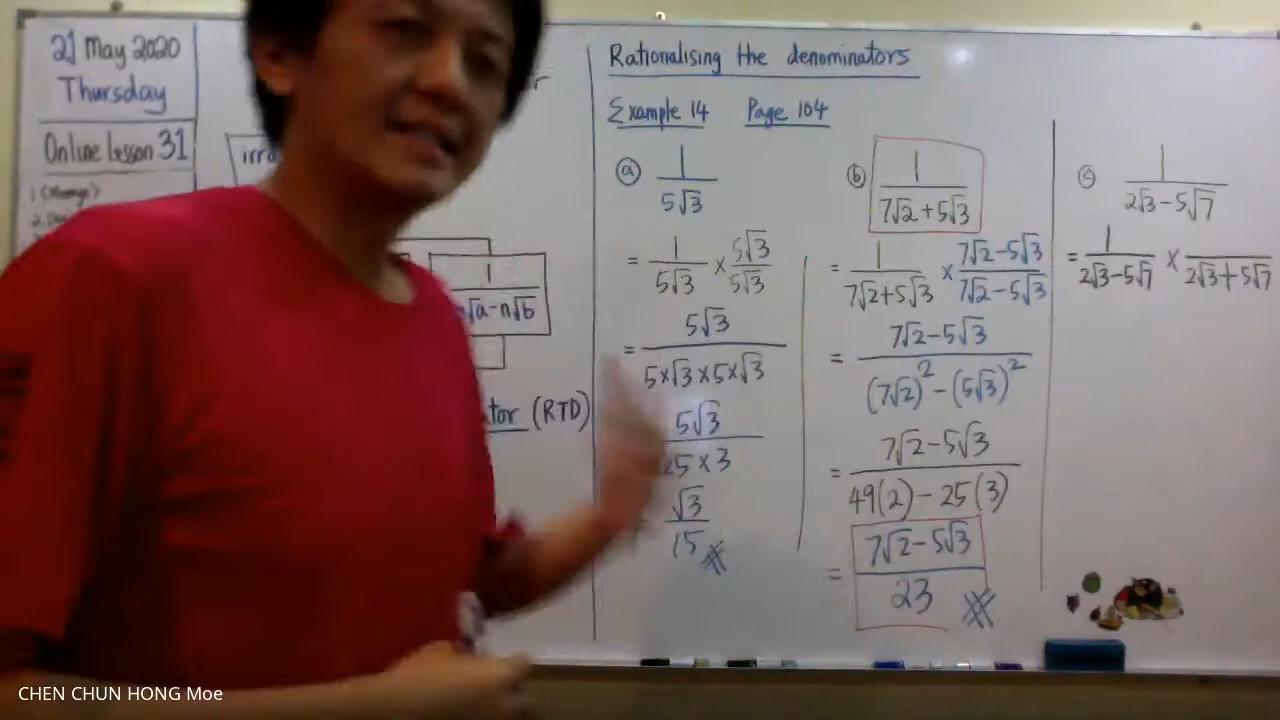 21 May 2020
Thursday
Online Lesson 31
Rationalising the denominators
Example 14 Page 104
ⓐ 1/(5√3)
= 1/(5√3) × 5√3/(5√3)
= 5√3/(5×√3×5×√3)
5√3/(25×3)
√3/15
ⓑ 1/(7√2+5√3)
= 1/(7√2+5√3) × (7√2-5√3)/(7√2-5√3)
= (7√2-5√3)/((7√2)²-(5√3)²)
= (7√2-5√3)/(49(2)-25(3))
= (7√2-5√3)/23
ⓒ 1/(2√3-5√7)
= 1/(2√3-5√7) × /(2√3+5√7)
(RTD)
CHEN CHUN HONG Moe